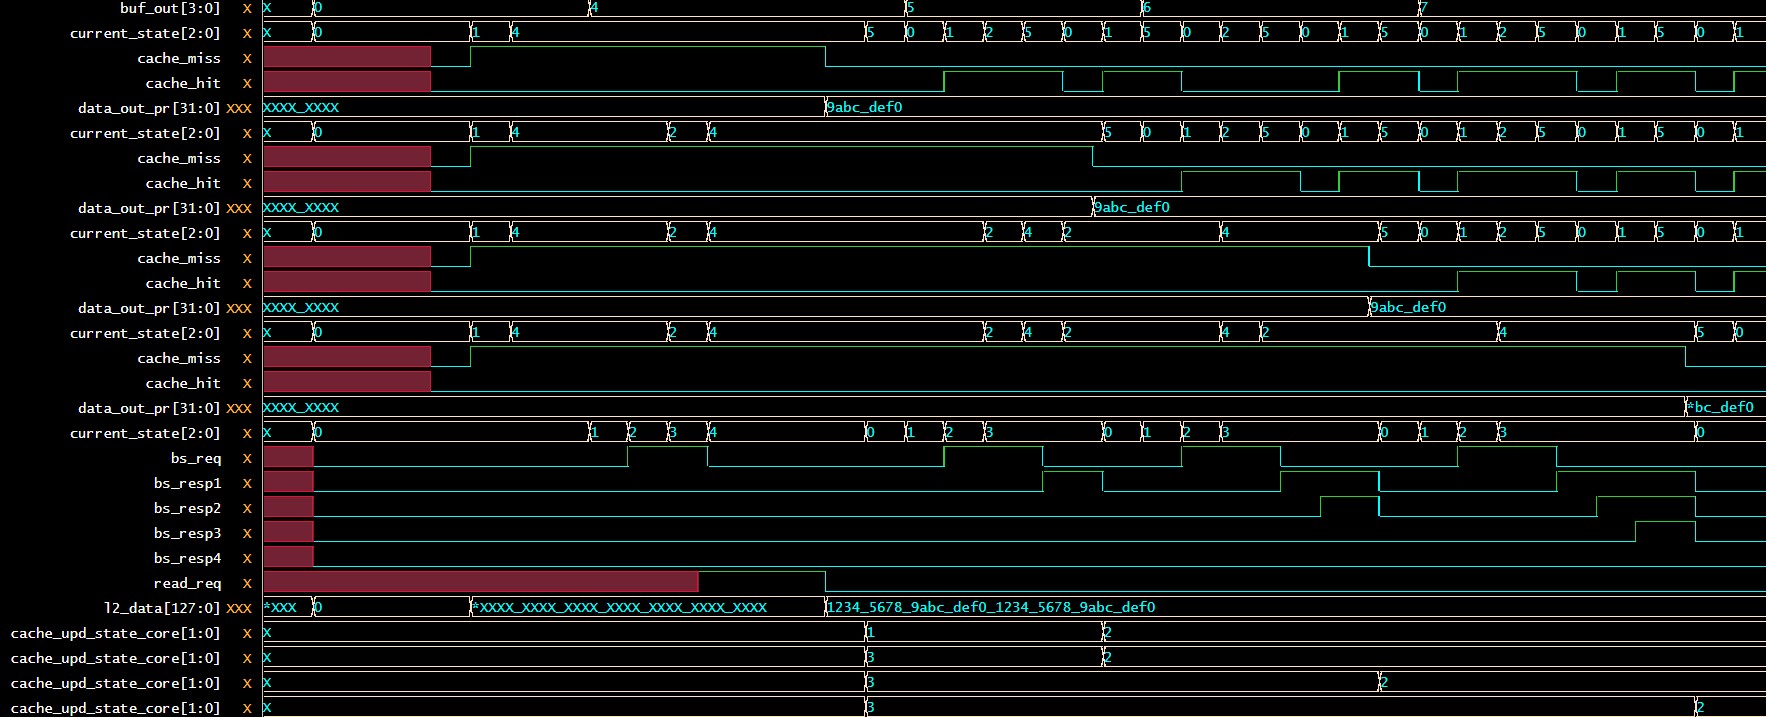 buf_out[3:0] x x 0 4 5 6 7
current_state[2:0] x x 0 1 4 5 0 1 2 5 0 1 5 0 2 5 0 1 5 0 1 2 5 0 1 5 0 1
cache_miss x
cache_hit x
data_out_pr[31:0] xxx XXXX_XXXX 9abc_def0
current_state[2:0] x x 0 1 4 2 4 5 0 1 2 5 0 1 5 0 1 2 5 0 1 5 0 1
cache_miss x
cache_hit x
data_out_pr[31:0] xxx XXXX_XXXX 9abc_def0
current_state[2:0] x x 0 1 4 2 4 2 4 2 4 5 0 1 2 5 0 1 5 0 1
cache_miss x
cache_hit x
data_out_pr[31:0] xxx XXXX_XXXX 9abc_def0
current_state[2:0] x x 0 1 4 2 4 2 4 2 4 2 4 5 0
cache_miss x
cache_hit x
data_out_pr[31:0] xxx XXXX_XXXX *bc_def0
current_state[2:0] x x 0 1 2 3 4 0 1 2 3 0 1 2 3 0 1 2 3 0
bs_req x
bs_resp1 x
bs_resp2 x
bs_resp3 x
bs_resp4 x
read_req x
l2_data[127:0] xxx *XXX 0 *XXXX_XXXX_XXXX_XXXX_XXXX_XXXX_XXXX 1234_5678_9abc_def0_1234_5678_9abc_def0
cache_upd_state_core[1:0] x x 1 2
cache_upd_state_core[1:0] x x 3 2
cache_upd_state_core[1:0] x x 3 2
cache_upd_state_core[1:0] x x 3 2